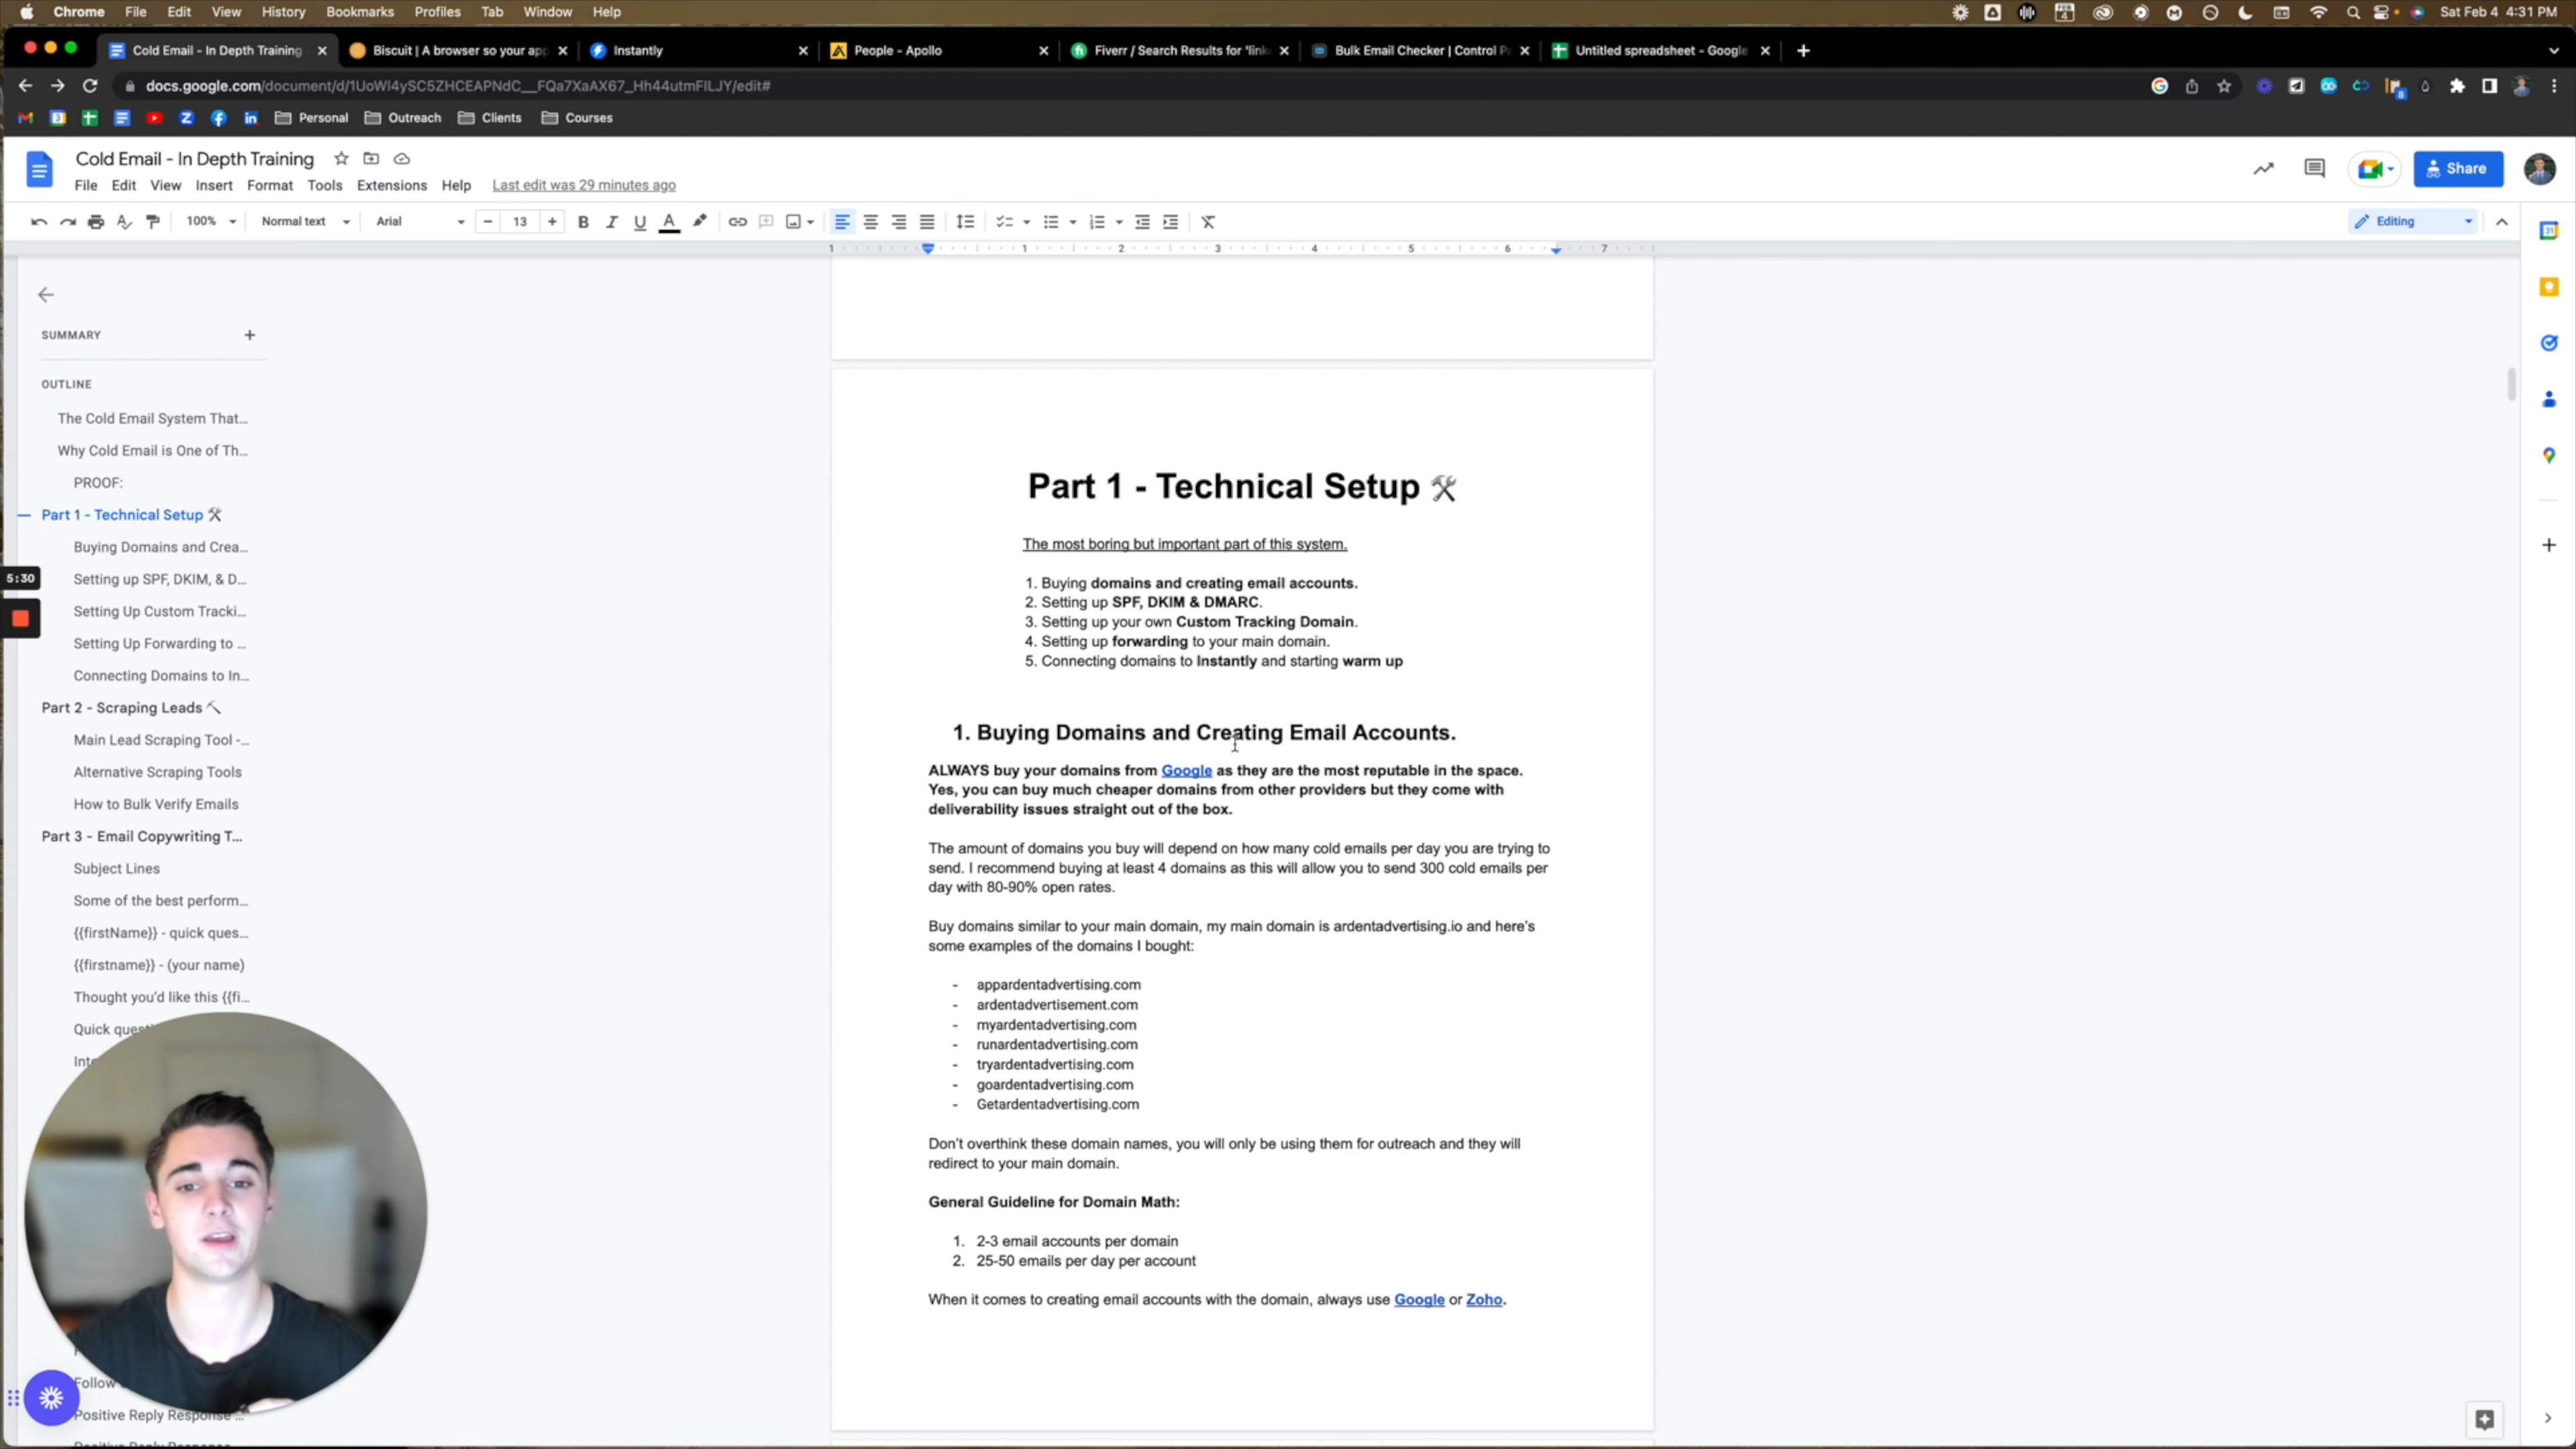 Chrome File Edit View History Bookmarks Profiles Tab Window Help
FEB
4
Sat Feb 4 4:31 PM
Cold Email - In Depth Training
Biscuit | A browser so your app
Instantly
People - Apollo
Fiverr / Search Results for 'link
Bulk Email Checker | Control P
Untitled spreadsheet - Google
docs.google.com/document/d/1UoWl4ySC5ZHCEAPNdC__FQa7XaAX67_Hh44utmFlLJY/edit#
Personal Outreach Clients Courses
Cold Email - In Depth Training
File Edit View Insert Format Tools Extensions Help Last edit was 29 minutes ago
Share
100% Normal text Arial 13 B I U A
Editing
1 1 2 3 4 5 6 7
SUMMARY
OUTLINE
The Cold Email System That...
Why Cold Email is One of Th...
PROOF:
Part 1 - Technical Setup 🛠
Buying Domains and Crea...
Setting up SPF, DKIM, & D...
Setting Up Custom Tracki...
Setting Up Forwarding to ...
Connecting Domains to In...
Part 2 - Scraping Leads ⛏
Main Lead Scraping Tool -...
Alternative Scraping Tools
How to Bulk Verify Emails
Part 3 - Email Copywriting T...
Subject Lines
Some of the best perform...
{{firstName}} - quick ques...
{{firstname}} - (your name)
Thought you'd like this {{fi...
Quick
Follow
Positive Reply Response ...
5:30
Part 1 - Technical Setup 🛠
The most boring but important part of this system.
1. Buying domains and creating email accounts.
2. Setting up SPF, DKIM & DMARC.
3. Setting up your own Custom Tracking Domain.
4. Setting up forwarding to your main domain.
5. Connecting domains to Instantly and starting warm up
1. Buying Domains and Creating Email Accounts.
ALWAYS buy your domains from Google as they are the most reputable in the space.
Yes, you can buy much cheaper domains from other providers but they come with
deliverability issues straight out of the box.
The amount of domains you buy will depend on how many cold emails per day you are trying to
send. I recommend buying at least 4 domains as this will allow you to send 300 cold emails per
day with 80-90% open rates.
Buy domains similar to your main domain, my main domain is ardentadvertising.io and here's
some examples of the domains I bought:
- appardentadvertising.com
- ardentadvertisement.com
- myardentadvertising.com
- runardentadvertising.com
- tryardentadvertising.com
- goardentadvertising.com
- Getardentadvertising.com
Don't overthink these domain names, you will only be using them for outreach and they will
redirect to your main domain.
General Guideline for Domain Math:
1. 2-3 email accounts per domain
2. 25-50 emails per day per account
When it comes to creating email accounts with the domain, always use Google or Zoho.